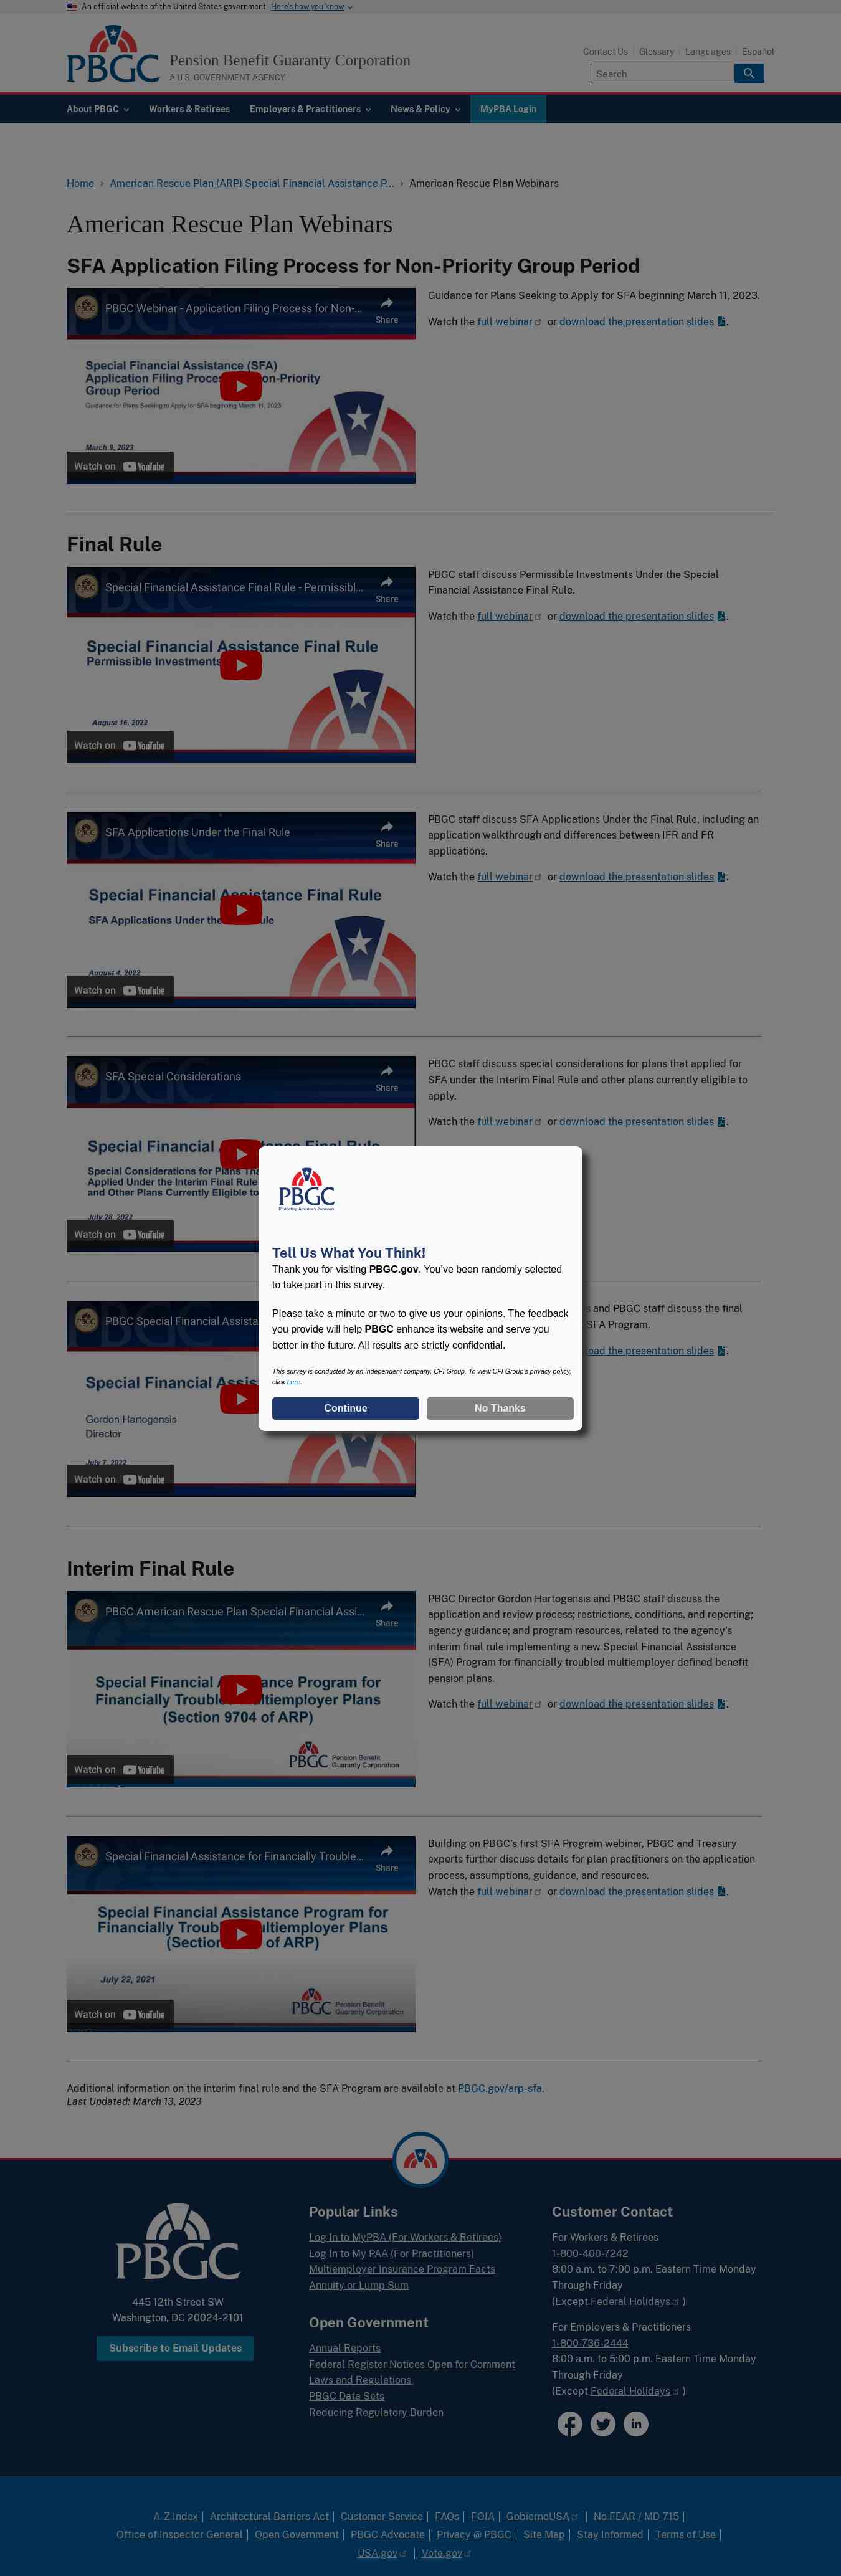 An official website of the United States government Here's how you know
PBGC
Pension Benefit Guaranty Corporation
A U.S. GOVERNMENT AGENCY
Contact Us
Glossary
Languages
Español
Search
About PBGC
Workers & Retirees
Employers & Practitioners
News & Policy
MyPBA Login
Home
American Rescue Plan (ARP) Special Financial Assistance P...
American Rescue Plan Webinars
American Rescue Plan Webinars
SFA Application Filing Process for Non-Priority Group Period
PBGC Webinar - Application Filing Process for Non-...
Share
Special Financial Assistance (SFA)
Application Filing Proces Priority
Group Period
Guidance for Plans Seeking to Apply for SFA beginning March 11, 2023
March 9, 2023
Watch on YouTube
Guidance for Plans Seeking to Apply for SFA beginning March 11, 2023.
Watch the full webinar or download the presentation slides.
Final Rule
Special Financial Assistance Final Rule - Permissibl...
Share
Special Financial Assistance Final Rule
Permissible Investments
August 16, 2022
Watch on YouTube
PBGC staff discuss Permissible Investments Under the Special
Financial Assistance Final Rule.
Watch the full webinar or download the presentation slides.
SFA Applications Under the Final Rule
Share
Special Financial Assistance Final Rule
SFA Applications Under the
August 4, 2022
Watch on YouTube
PBGC staff discuss SFA Applications Under the Final Rule, including an
application walkthrough and differences between IFR and FR
applications.
Watch the full webinar or download the presentation slides.
SFA Special Considerations
Share
Special Financial Assistance Final Rule
Special Considerations for Plans
Applied Under the Interim Final Rule
and Other Plans Currently Eligible to
July 26, 2022
Watch on
PBGC staff discuss special considerations for plans that applied for
SFA under the Interim Final Rule and other plans currently eligible to
apply.
Watch the full webinar or download the presentation slides.
PBGC Special Financial Assista
Special Financial Assistance
Gordon Hartogensis
Director
July 7, 2022
Watch on YouTube
and PBGC staff discuss the final
SFA Program.
the presentation slides.
PBGC
Protecting America's Pensions
Tell Us What You Think!
Thank you for visiting PBGC.gov. You've been randomly selected
to take part in this survey.
Please take a minute or two to give us your opinions. The feedback
you provide will help PBGC enhance its website and serve you
better in the future. All results are strictly confidential.
This survey is conducted by an independent company, CFI Group. To view CFI Group's privacy policy,
click here.
Continue
No Thanks
Interim Final Rule
PBGC American Rescue Plan Special Financial Assi...
Share
Special Financial Assistance Program for
Financially Troubled Multiemployer Plans
(Section 9704 of ARP)
PBGC Pension Benefit
Guaranty Corporation
Watch on YouTube
PBGC Director Gordon Hartogensis and PBGC staff discuss the
application and review process; restrictions, conditions, and reporting;
agency guidance; and program resources, related to the agency's
interim final rule implementing a new Special Financial Assistance
(SFA) Program for financially troubled multiemployer defined benefit
pension plans.
Watch the full webinar or download the presentation slides.
Special Financial Assistance for Financially Trouble...
Share
Special Financial Assistance Program for
Financially Troub ultiemployer Plans
(Section of ARP)
July 22, 2021
PBGC Pension Benefit
Guaranty Corporation
Watch on YouTube
Building on PBGC's first SFA Program webinar, PBGC and Treasury
experts further discuss details for plan practitioners on the application
process, assumptions, guidance, and resources.
Watch the full webinar or download the presentation slides.
Additional information on the interim final rule and the SFA Program are available at PBGC.gov/arp-sfa.
Last Updated: March 13, 2023
PBGC
445 12th Street SW
Washington, DC 20024-2101
Subscribe to Email Updates
Popular Links
Log In to MyPBA (For Workers & Retirees)
Log In to My PAA (For Practitioners)
Multiemployer Insurance Program Facts
Annuity or Lump Sum
Open Government
Annual Reports
Federal Register Notices Open for Comment
Laws and Regulations
PBGC Data Sets
Reducing Regulatory Burden
Customer Contact
For Workers & Retirees
1-800-400-7242
8:00 a.m. to 7:00 p.m. Eastern Time Monday
Through Friday
(Except Federal Holidays )
For Employers & Practitioners
1-800-736-2444
8:00 a.m. to 5:00 p.m. Eastern Time Monday
Through Friday
(Except Federal Holidays )
A-Z Index | Architectural Barriers Act | Customer Service | FAQs | FOIA | GobiernoUSA | No FEAR / MD 715 |
Office of Inspector General | Open Government | PBGC Advocate | Privacy @ PBGC | Site Map | Stay Informed | Terms of Use |
USA.gov | Vote.gov